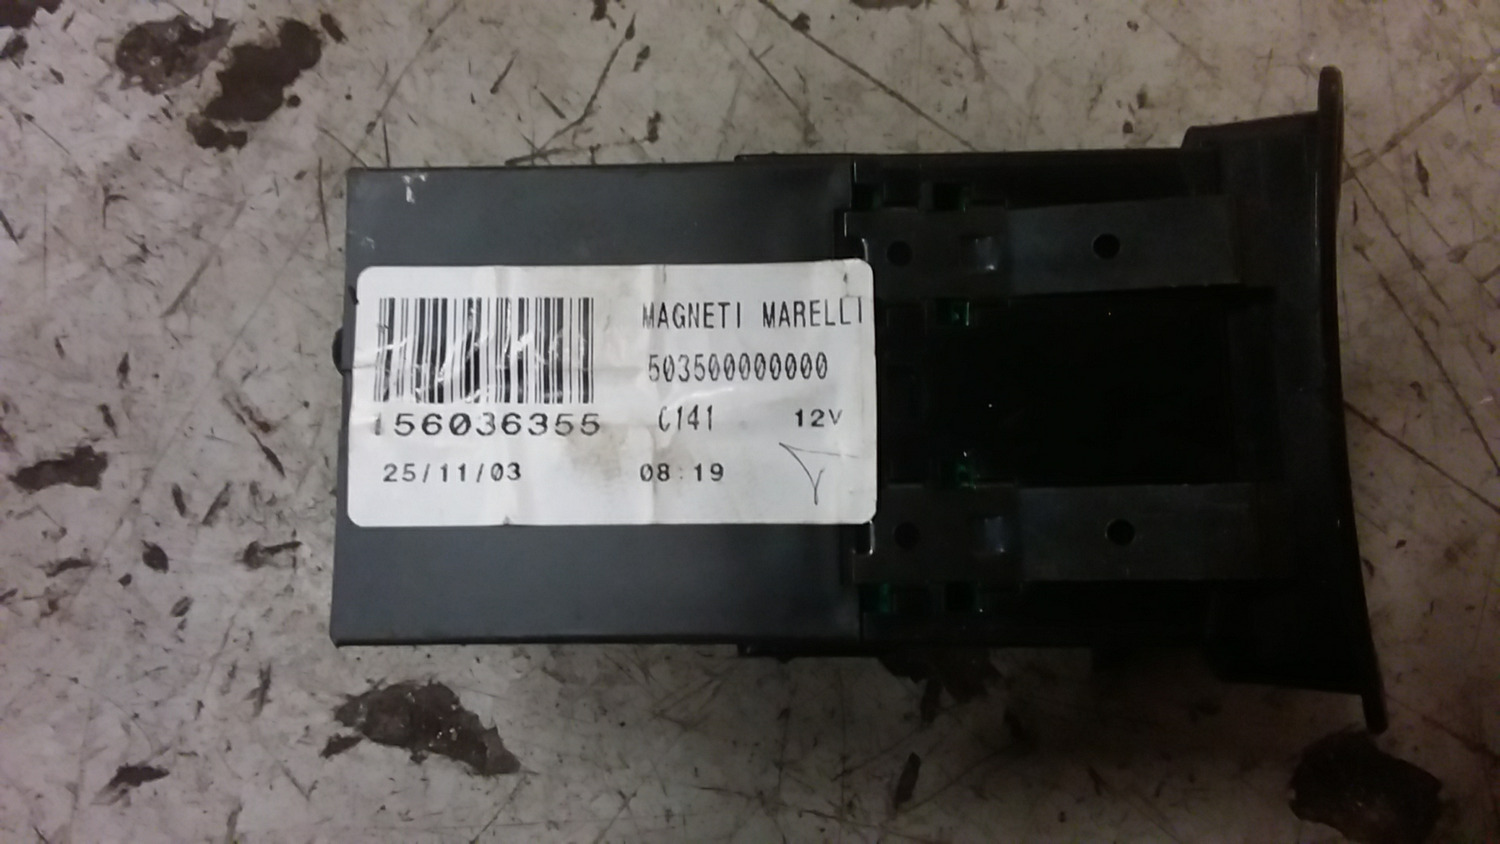 MAGNETI MARELLI
503500000000
156036355 C141 12V
25/11/03 08:19